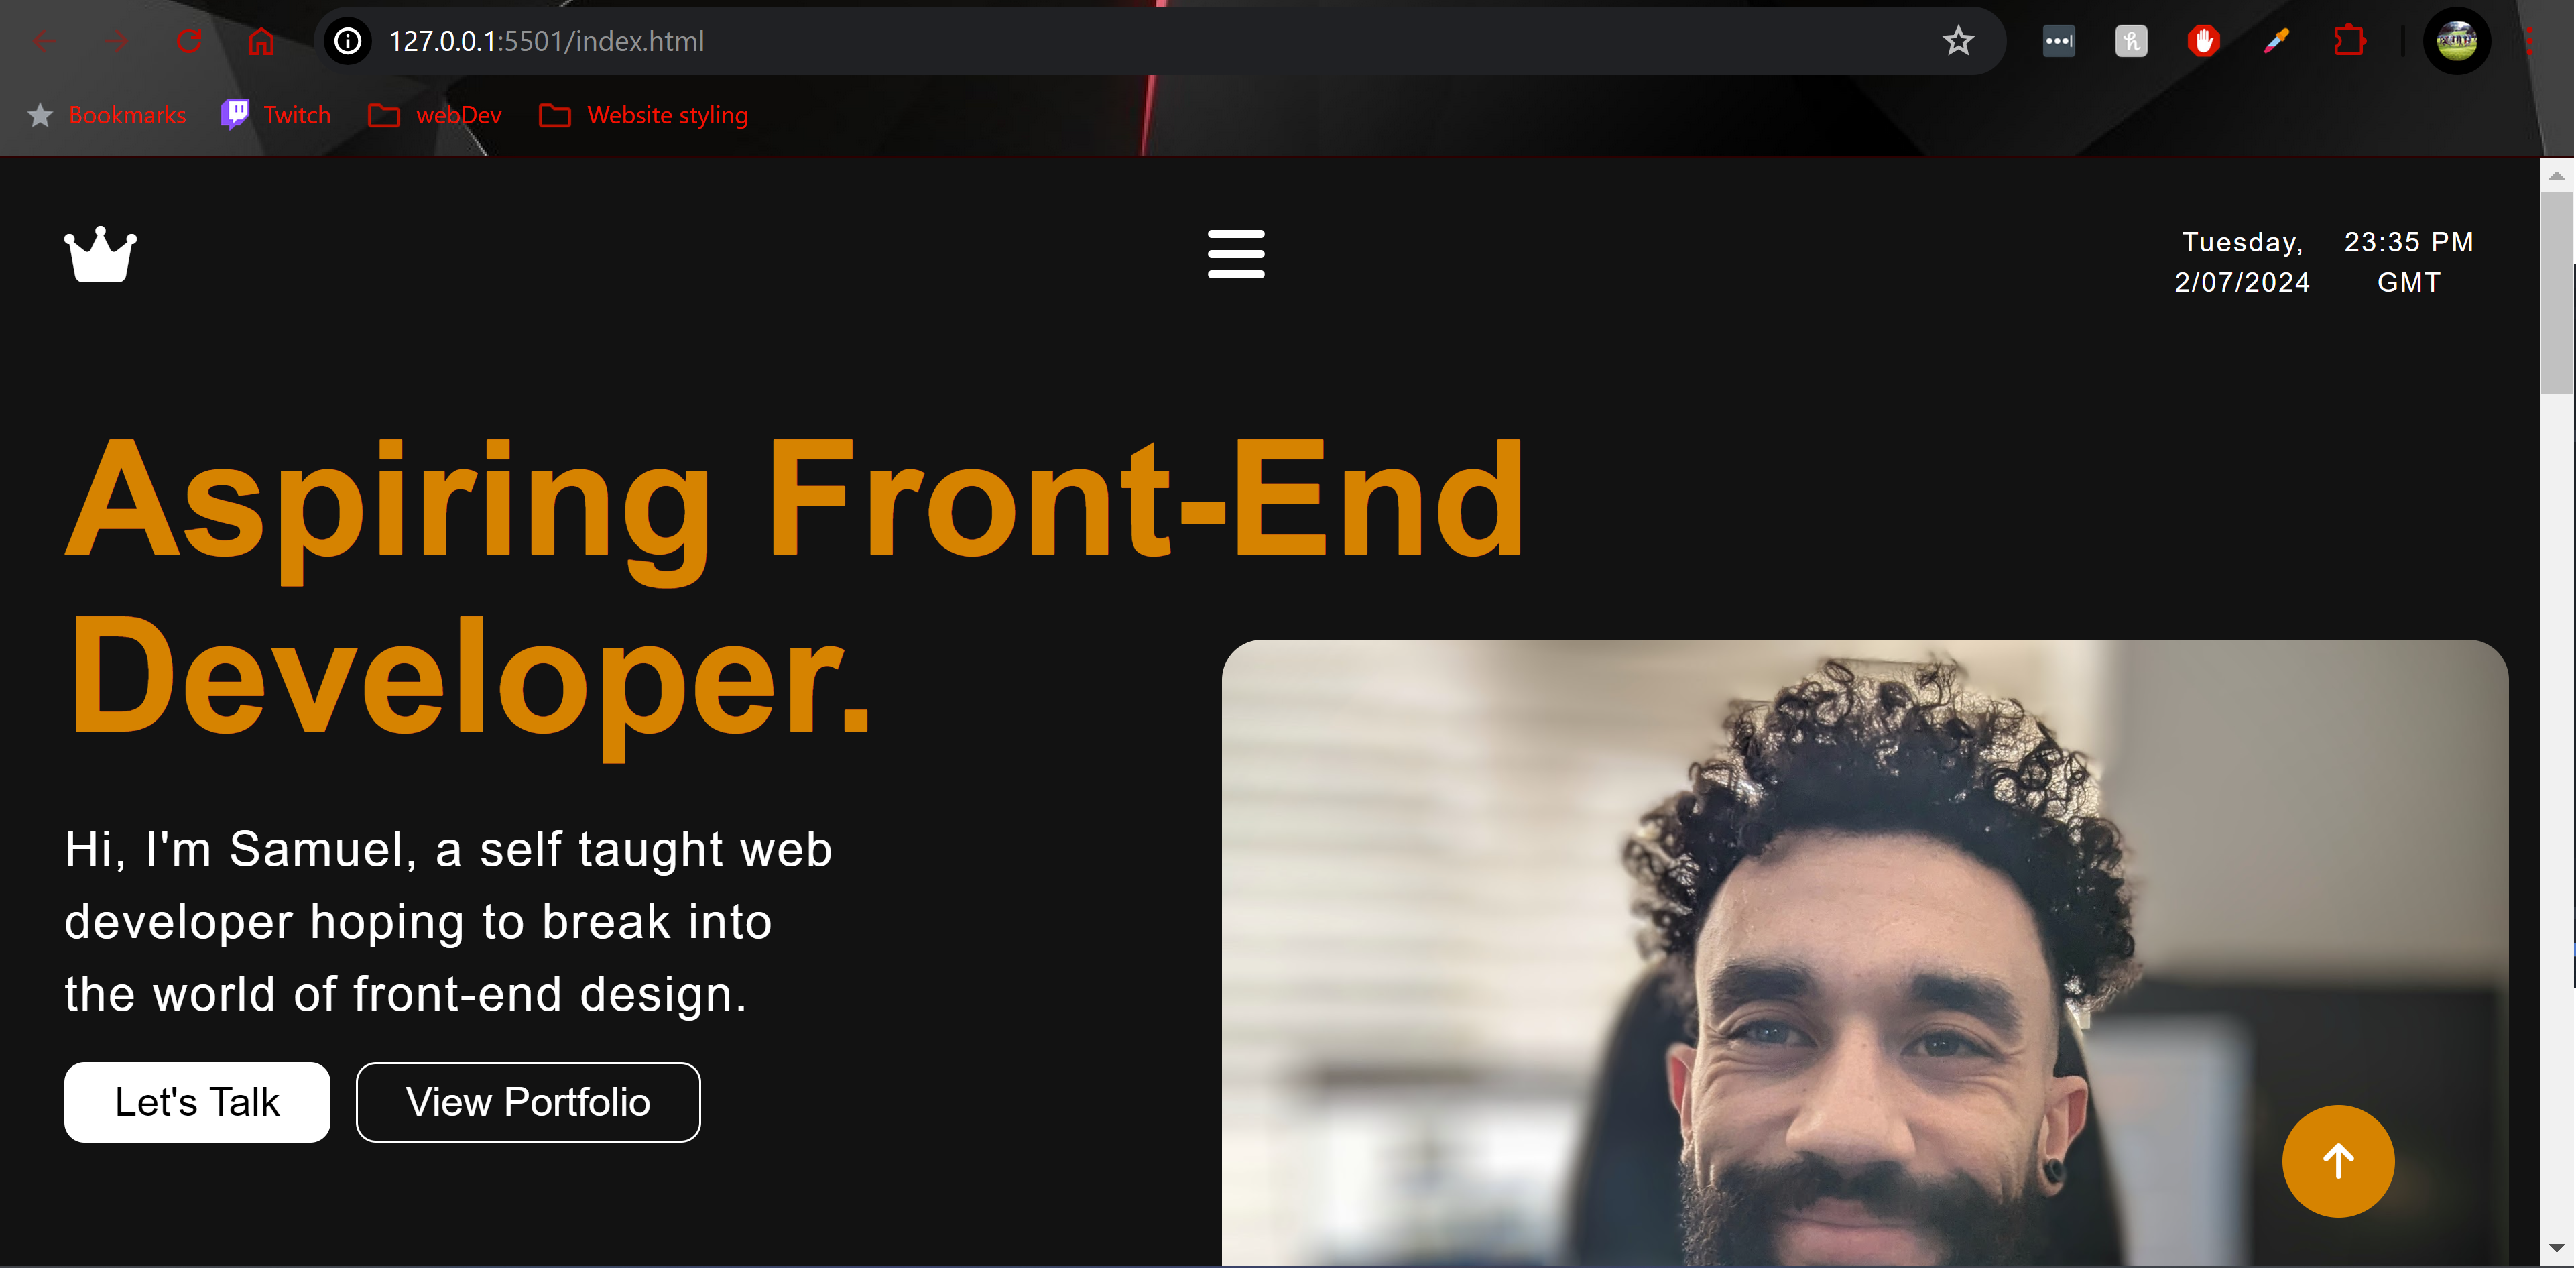 127.0.0.1:5501/index.html
Bookmarks Twitch webDev Website styling
Tuesday, 23:35 PM
2/07/2024 GMT
Aspiring Front-End
Developer.
Hi, I'm Samuel, a self taught web
developer hoping to break into
the world of front-end design.
Let's Talk View Portfolio